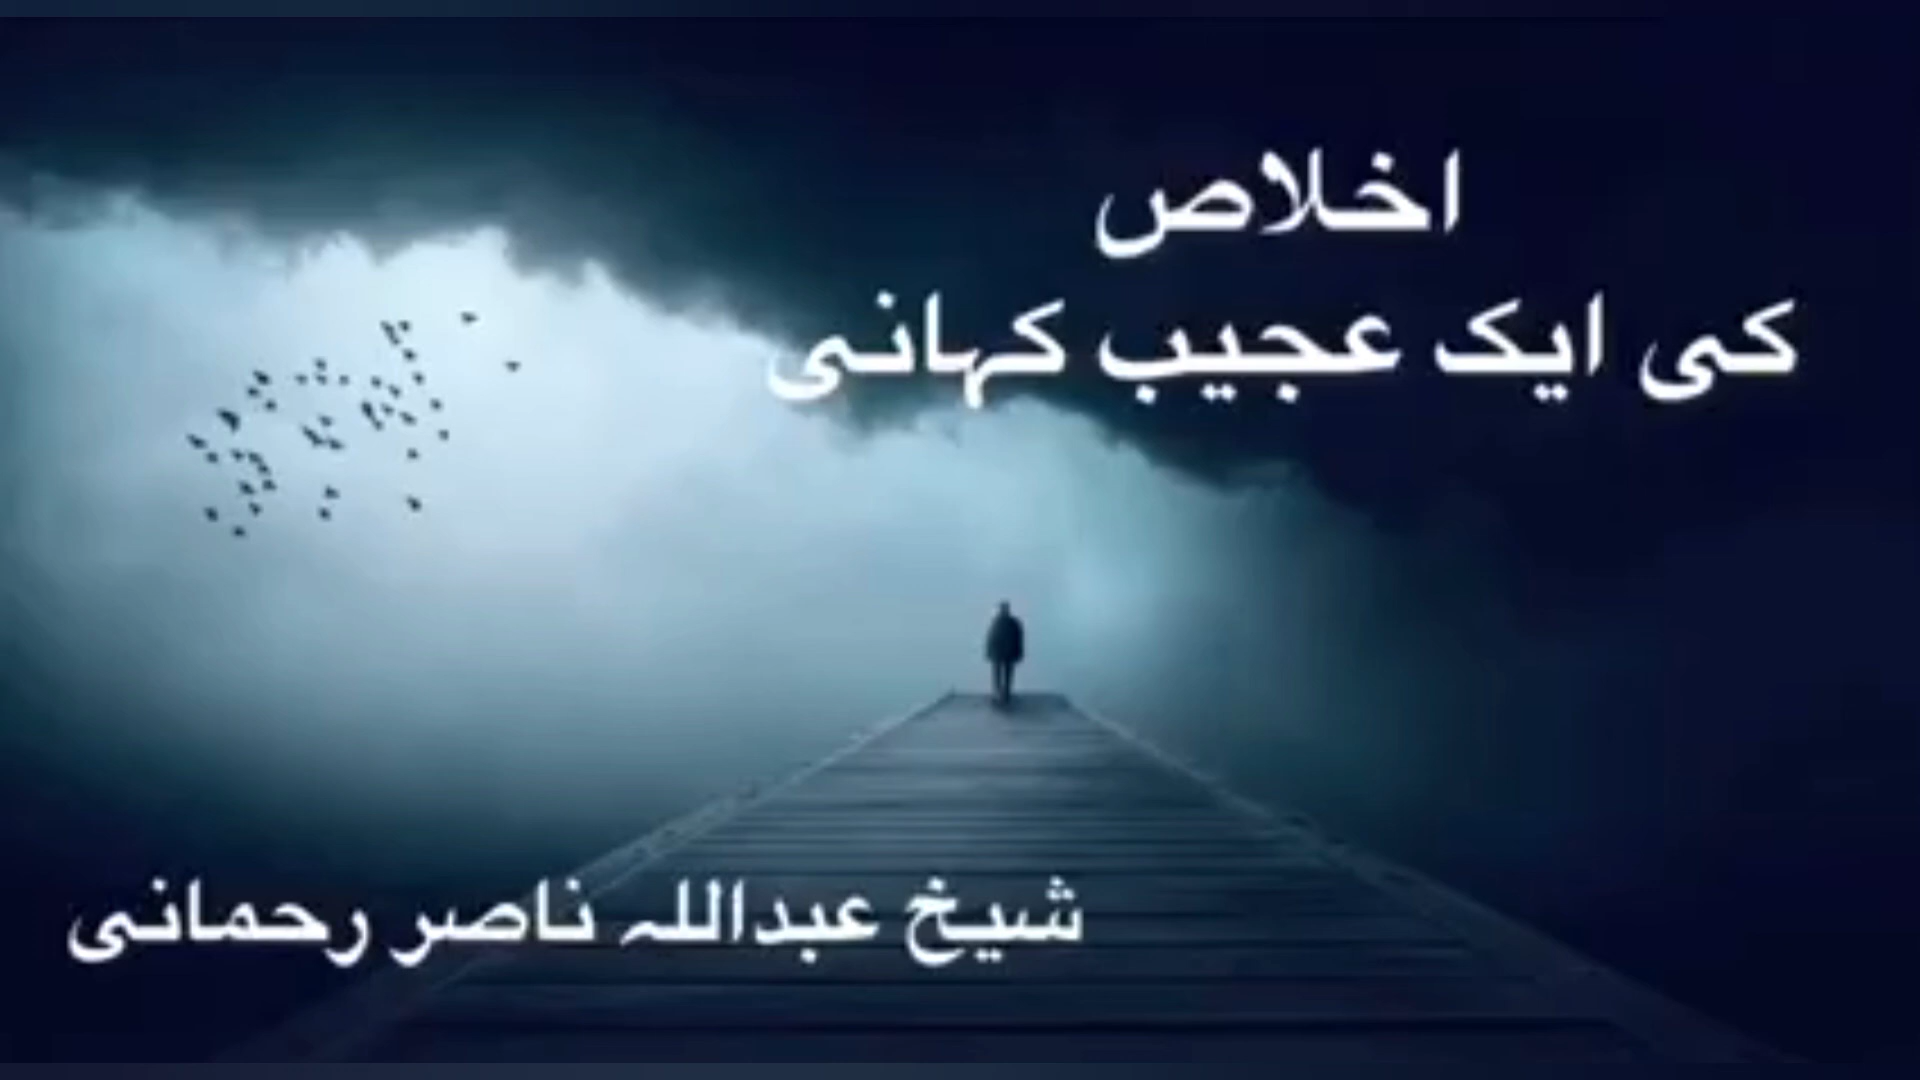 اخلاص
کی ایک عجیب کہانی
شیخ عبداللہ ناصر رحمانی